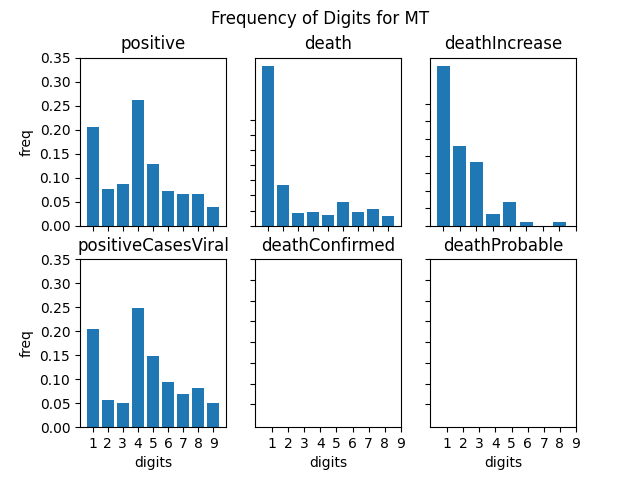 Frequency of Digits for MT
positive death deathIncrease
0.35
0.30
0.25
0.20
0.15
0.10
0.05
0.00
freq
positiveCasesViral deathConfirmed deathProbable
0.35
0.30
0.25
0.20
0.15
0.10
0.05
0.00
freq
1 2 3 4 5 6 7 8 9 1 2 3 4 5 6 7 8 9 1 2 3 4 5 6 7 8 9
digits digits digits